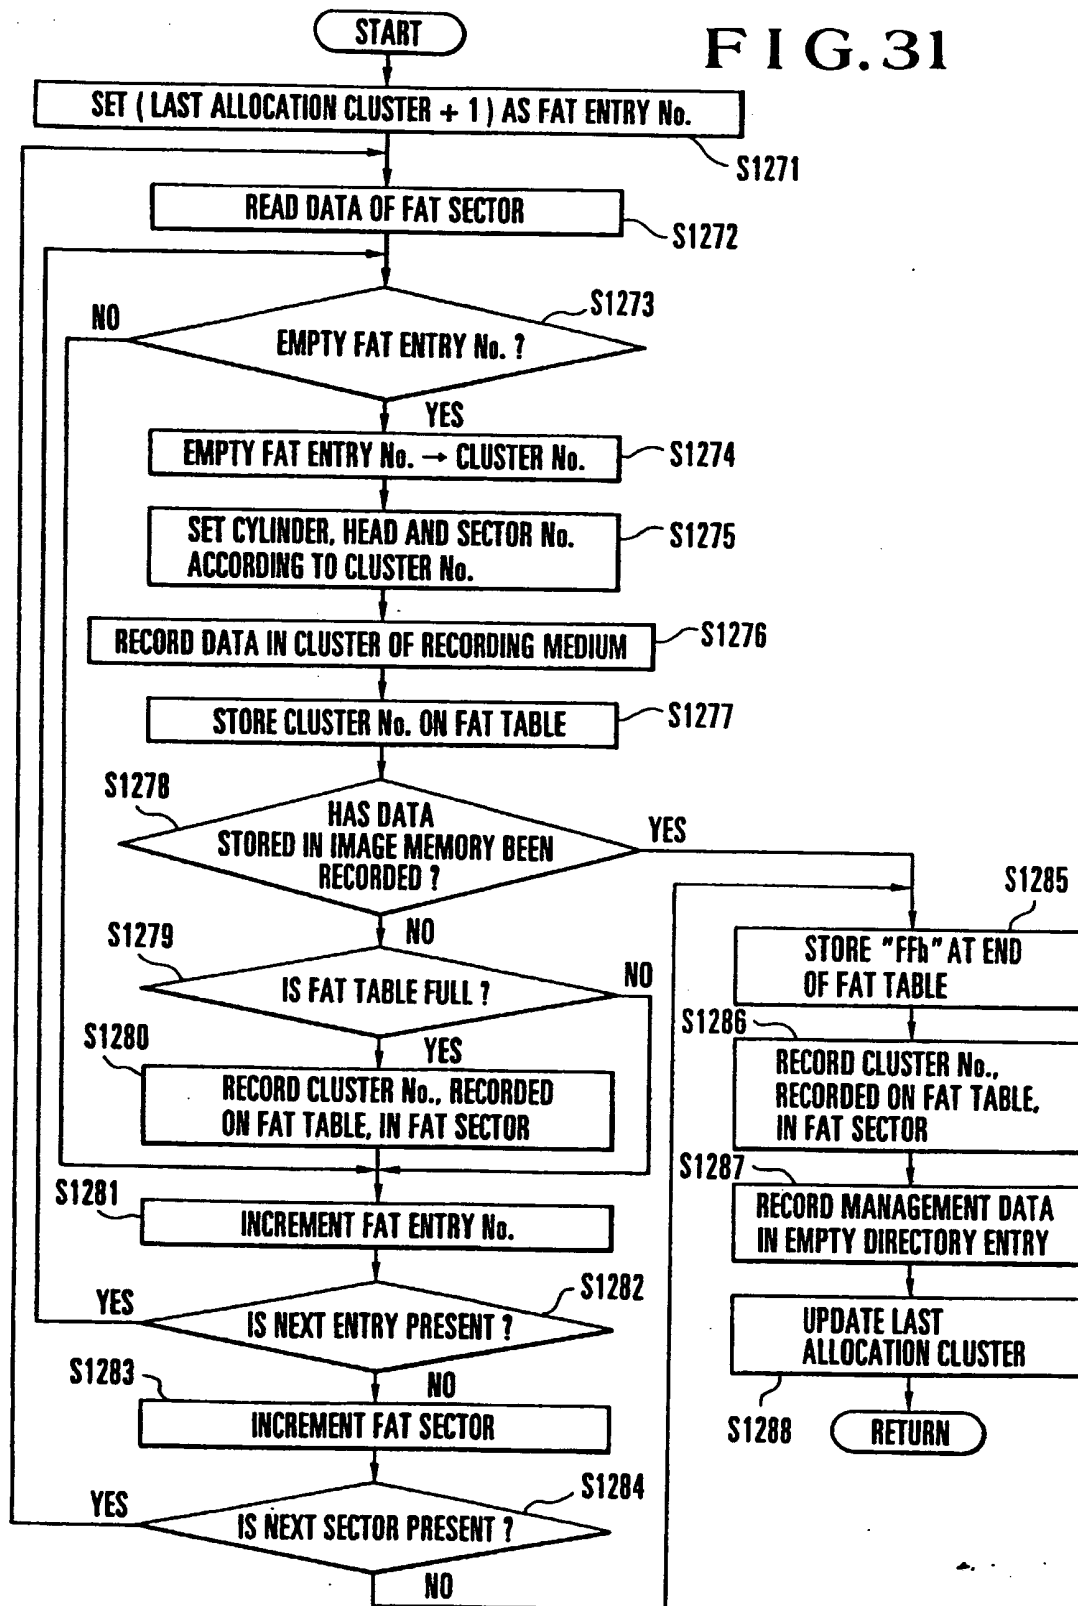 START
FIG.31
SET ( LAST ALLOCATION CLUSTER + 1 ) AS FAT ENTRY No.
S1271
READ DATA OF FAT SECTOR
S1272
S1273
NO
EMPTY FAT ENTRY No. ?
YES
EMPTY FAT ENTRY No. → CLUSTER No.
S1274
SET CYLINDER, HEAD AND SECTOR No.
ACCORDING TO CLUSTER No.
S1275
RECORD DATA IN CLUSTER OF RECORDING MEDIUM
S1276
STORE CLUSTER No. ON FAT TABLE
S1277
S1278
HAS DATA
STORED IN IMAGE MEMORY BEEN
RECORDED ?
YES
NO
S1279
IS FAT TABLE FULL ?
NO
YES
S1280
RECORD CLUSTER No., RECORDED
ON FAT TABLE, IN FAT SECTOR
S1281
INCREMENT FAT ENTRY No.
S1282
YES
IS NEXT ENTRY PRESENT ?
NO
S1283
INCREMENT FAT SECTOR
S1284
YES
IS NEXT SECTOR PRESENT ?
NO
S1285
STORE "FFh" AT END
OF FAT TABLE
S1286
RECORD CLUSTER No.,
RECORDED ON FAT TABLE,
IN FAT SECTOR
S1287
RECORD MANAGEMENT DATA
IN EMPTY DIRECTORY ENTRY
UPDATE LAST
ALLOCATION CLUSTER
S1288
RETURN